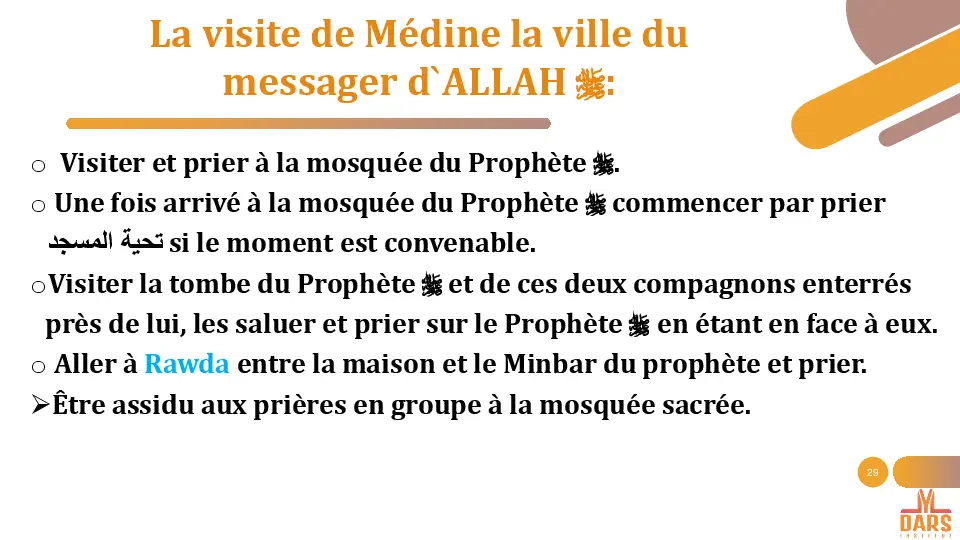 La visite de Médine la ville du
messager d`ALLAH ﷺ:
o Visiter et prier à la mosquée du Prophète ﷺ.
o Une fois arrivé à la mosquée du Prophète ﷺ commencer par prier
تحية المسجد si le moment est convenable.
o Visiter la tombe du Prophète ﷺ et de ces deux compagnons enterrés
près de lui, les saluer et prier sur le Prophète ﷺ en étant en face à eux.
o Aller à Rawda entre la maison et le Minbar du prophète et prier.
➢Être assidu aux prières en groupe à la mosquée sacrée.
29
DARS
INSTITUT